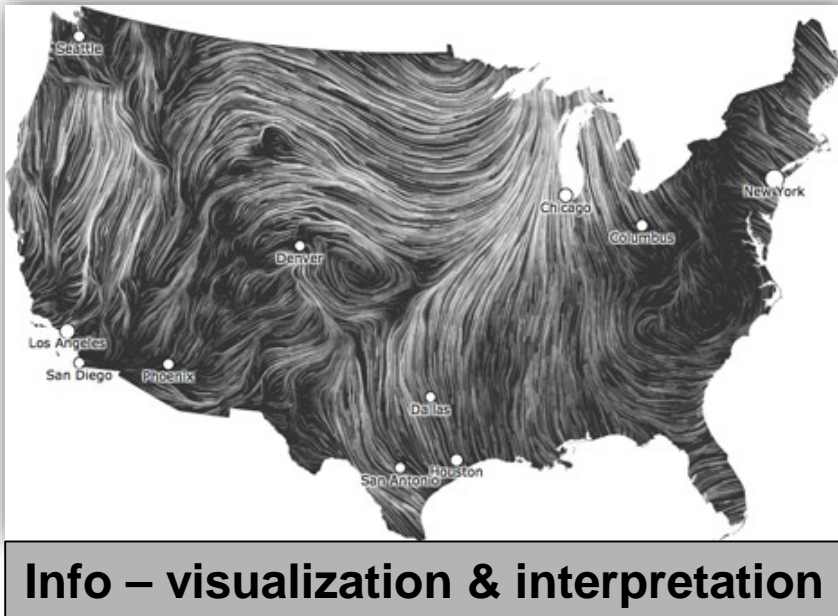 Seattle
New York
Chicago
Columbus
Denver
Los Angeles
San Diego
Phoenix
Dallas
San Antonio
Houston
Info – visualization & interpretation